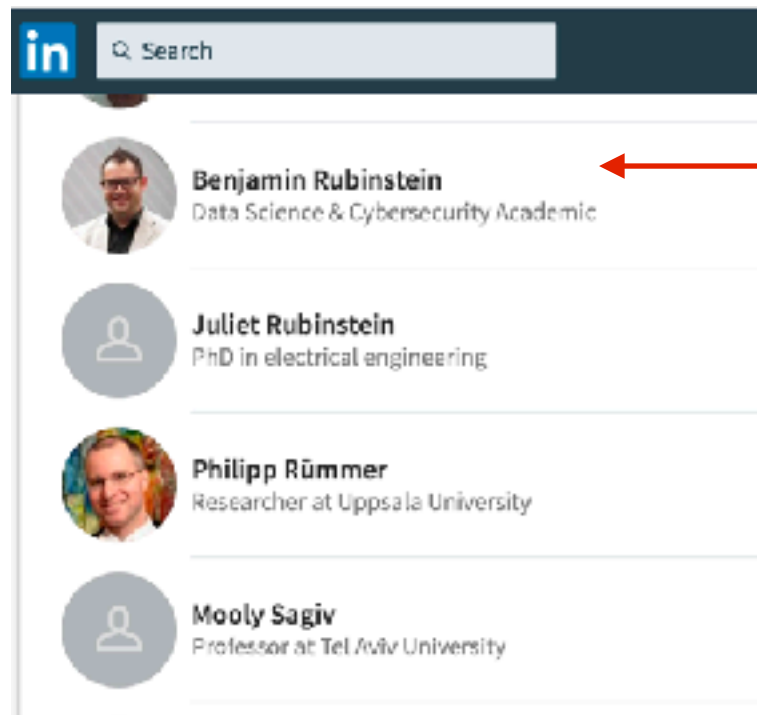 in
Search
Benjamin Rubinstein
Data Science & Cybersecurity Academic
Juliet Rubinstein
PhD in electrical engineering
Philipp Rümmer
Researcher at Uppsala University
Mooly Sagiv
Professor at Tel Aviv University